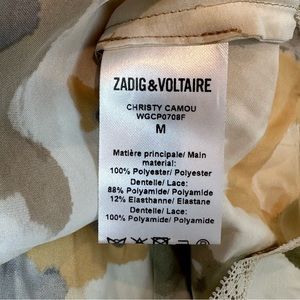 ZADIG & VOLTAIRE
CHRISTY CAMOU
WGCP0708F
M
Matière principale/ Main
material:
100% Polyester/ Polyester
Dentelle/ Lace:
88% Polyamide/ Polyamide
12% Elasthanne/ Elastane
Dentelle/ Lace:
100% Polyamide/ Polyamide